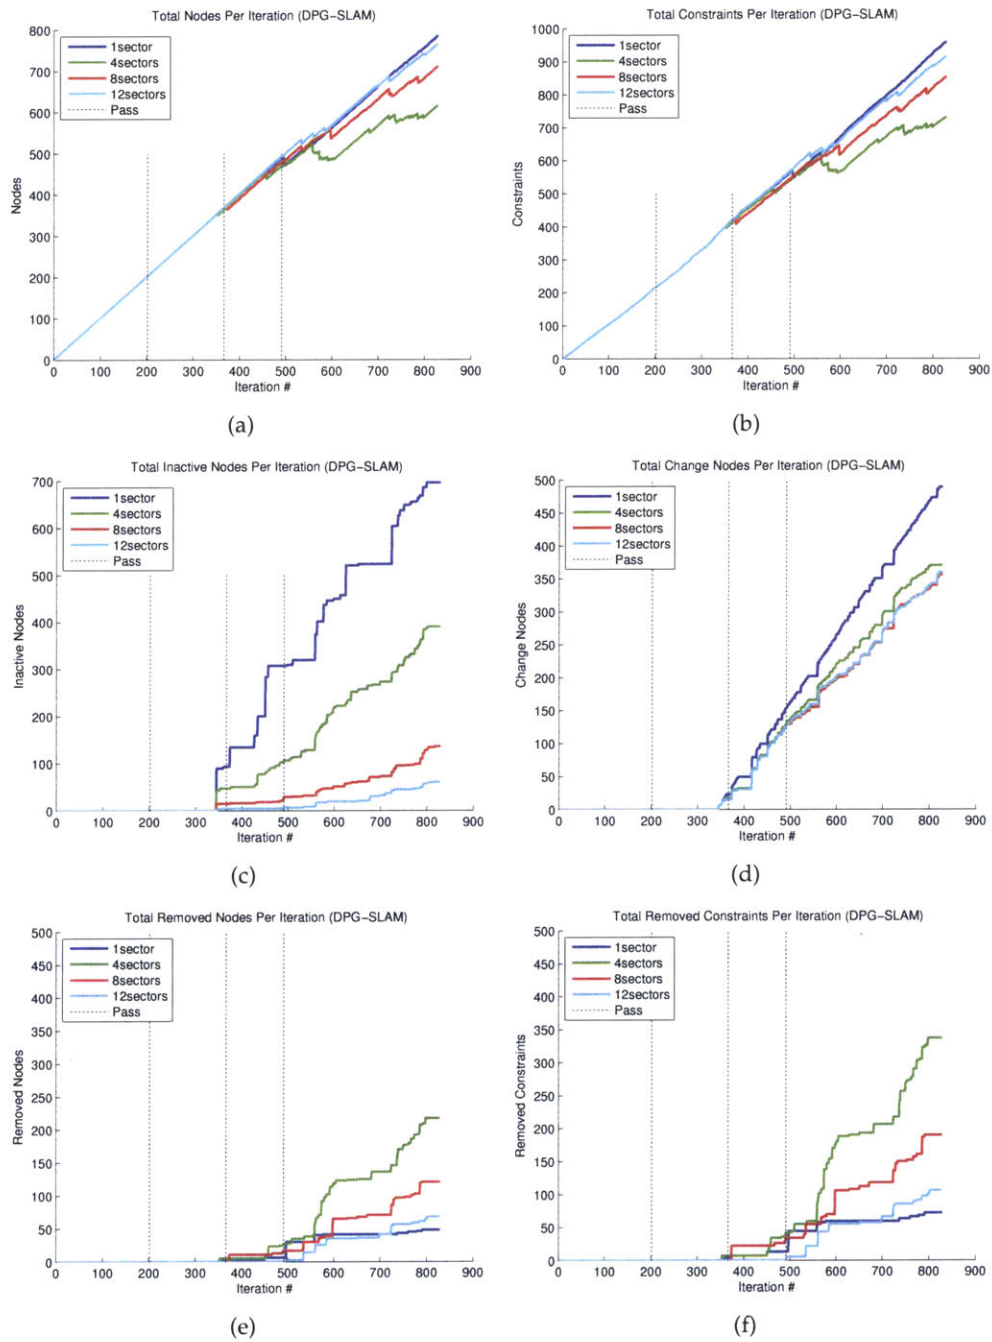 Total Nodes Per Iteration (DPG-SLAM)
800
700
600
500
400
300
200
100
0
Nodes
1sector
4sectors
8sectors
12sectors
Pass
0 100 200 300 400 500 600 700 800 900
Iteration #
(a)
Total Constraints Per Iteration (DPG-SLAM)
1000
900
800
700
600
500
400
300
200
100
0
Constraints
1sector
4sectors
8sectors
12sectors
Pass
0 100 200 300 400 500 600 700 800 900
Iteration #
(b)
Total Inactive Nodes Per Iteration (DPG-SLAM)
700
600
500
400
300
200
100
0
Inactive Nodes
1sector
4sectors
8sectors
12sectors
Pass
0 100 200 300 400 500 600 700 800 900
Iteration #
(c)
Total Change Nodes Per Iteration (DPG-SLAM)
500
450
400
350
300
250
200
150
100
50
0
Change Nodes
1sector
4sectors
8sectors
12sectors
Pass
0 100 200 300 400 500 600 700 800 900
Iteration #
(d)
Total Removed Nodes Per Iteration (DPG-SLAM)
500
450
400
350
300
250
200
150
100
50
0
Removed Nodes
1sector
4sectors
8sectors
12sectors
Pass
0 100 200 300 400 500 600 700 800 900
Iteration #
(e)
Total Removed Constraints Per Iteration (DPG-SLAM)
500
450
400
350
300
250
200
150
100
50
0
Removed Constraints
1sector
4sectors
8sectors
12sectors
Pass
0 100 200 300 400 500 600 700 800 900
Iteration #
(f)